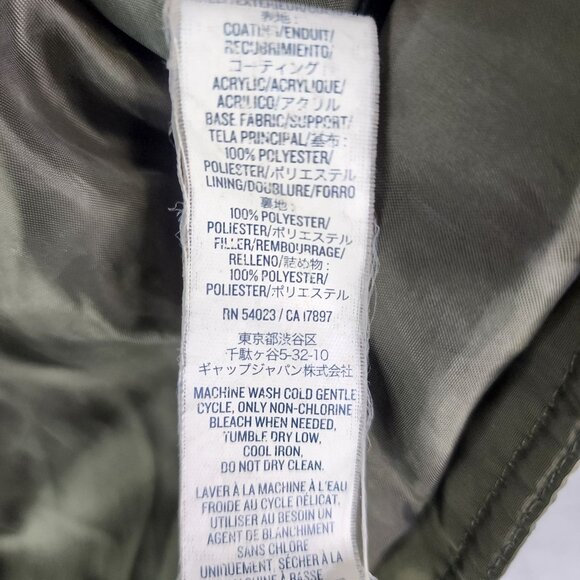 表地:
COATING/ENDUIT/
RECUBRIMIENTO/
コーティング
ACRYLIC/ACRYLIQUE/
ACRILICO/アクリル
BASE FABRIC/SUPPORT/
TELA PRINCIPAL/基布:
100% POLYESTER/
POLIESTER/ポリエステル
LINING/DOUBLURE/FORRO
裏地:
100% POLYESTER/
POLIESTER/ポリエステル
FILLER/REMBOURRAGE/
RELLENO/詰め物:
100% POLYESTER/
POLIESTER/ポリエステル
RN 54023 / CA 17897
東京都渋谷区
千駄ヶ谷5-32-10
ギャップジャパン株式会社
MACHINE WASH COLD GENTLE
CYCLE, ONLY NON-CHLORINE
BLEACH WHEN NEEDED,
TUMBLE DRY LOW,
COOL IRON,
DO NOT DRY CLEAN.
LAVER À LA MACHINE À L'EAU
FROIDE AU CYCLE DÉLICAT,
UTILISER AU BESOIN UN
AGENT DE BLANCHIMENT
SANS CHLORE
UNIQUEMENT, SÉCHER À LA